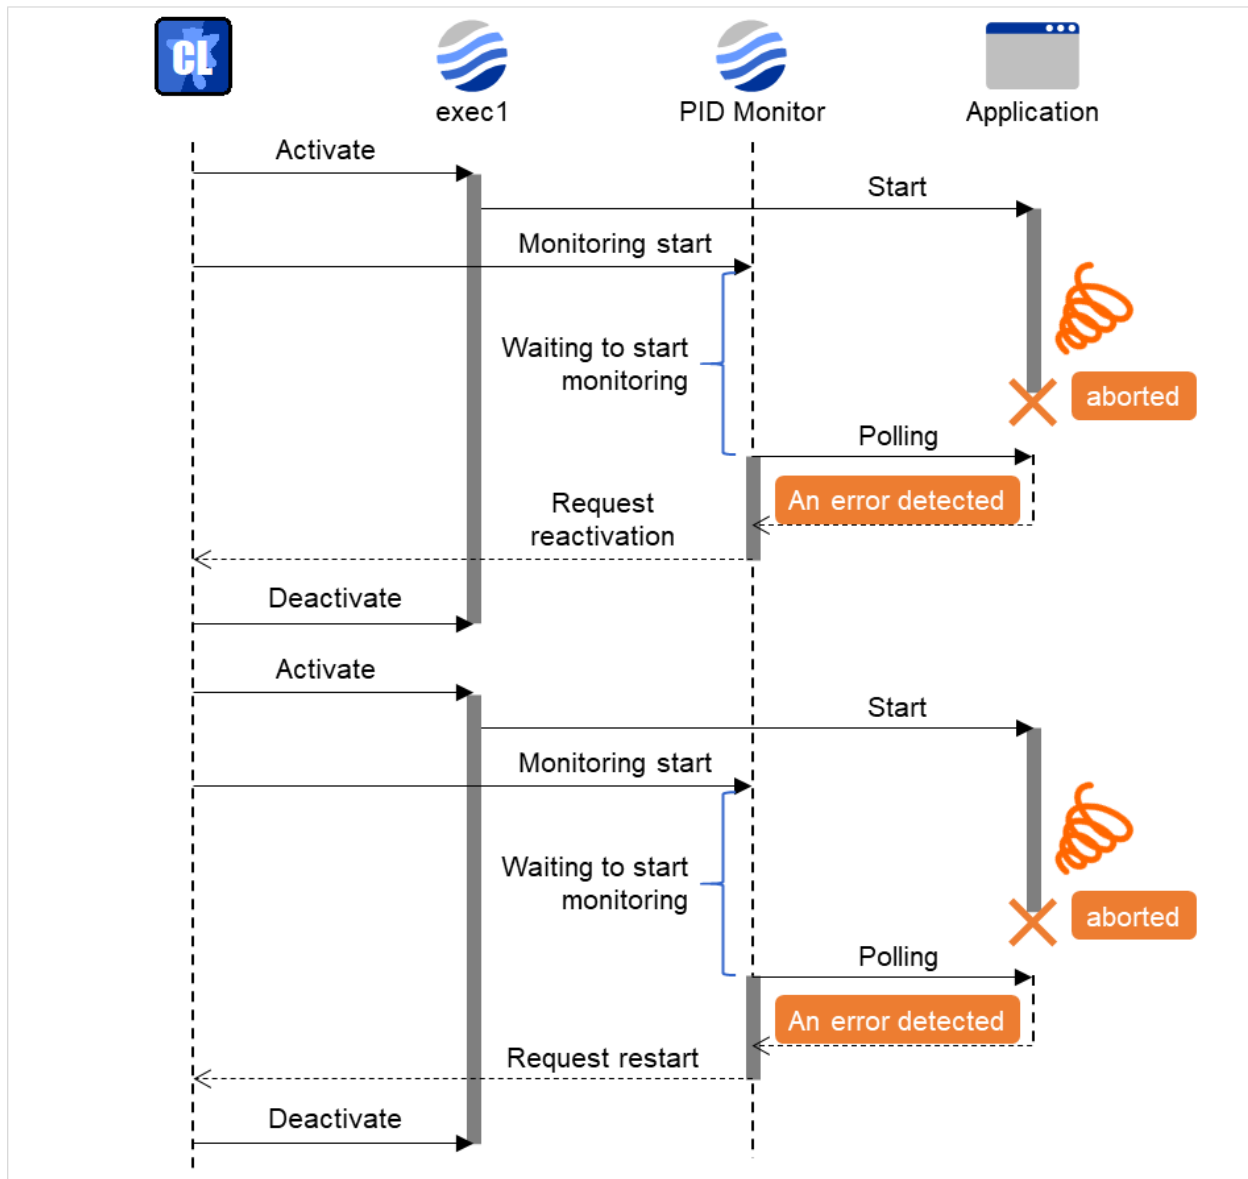 CL
exec1
PID Monitor
Application
Activate
Start
Monitoring start
Waiting to start
monitoring
aborted
Polling
An error detected
Request
reactivation
Deactivate
Activate
Start
Monitoring start
Waiting to start
monitoring
aborted
Polling
An error detected
Request restart
Deactivate